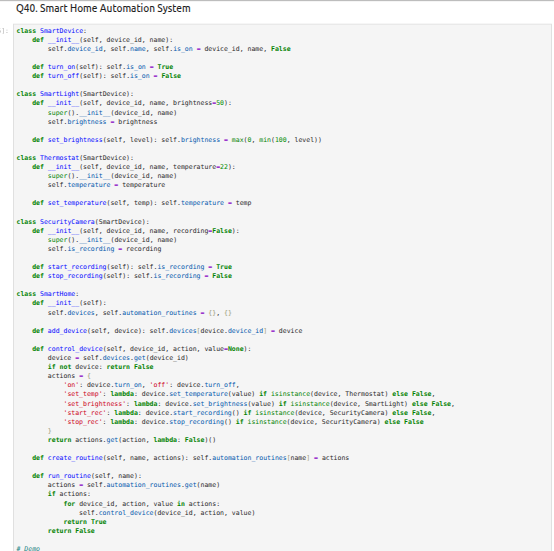 Q40. Smart Home Automation System
class SmartDevice:
    def __init__(self, device_id, name):
        self.device_id, self.name, self.is_on = device_id, name, False
    def turn_on(self): self.is_on = True
    def turn_off(self): self.is_on = False
class SmartLight(SmartDevice):
    def __init__(self, device_id, name, brightness=50):
        super().__init__(device_id, name)
        self.brightness = brightness
    def set_brightness(self, level): self.brightness = max(0, min(100, level))
class Thermostat(SmartDevice):
    def __init__(self, device_id, name, temperature=22):
        super().__init__(device_id, name)
        self.temperature = temperature
    def set_temperature(self, temp): self.temperature = temp
class SecurityCamera(SmartDevice):
    def __init__(self, device_id, name, recording=False):
        super().__init__(device_id, name)
        self.is_recording = recording
    def start_recording(self): self.is_recording = True
    def stop_recording(self): self.is_recording = False
class SmartHome:
    def __init__(self):
        self.devices, self.automation_routines = {}, {}
    def add_device(self, device): self.devices[device.device_id] = device
    def control_device(self, device_id, action, value=None):
        device = self.devices.get(device_id)
        if not device: return False
        actions = {
            'on': device.turn_on, 'off': device.turn_off,
            'set_temp': lambda: device.set_temperature(value) if isinstance(device, Thermostat) else False,
            'set_brightness': lambda: device.set_brightness(value) if isinstance(device, SmartLight) else False,
            'start_rec': lambda: device.start_recording() if isinstance(device, SecurityCamera) else False,
            'stop_rec': lambda: device.stop_recording() if isinstance(device, SecurityCamera) else False
        }
        return actions.get(action, lambda: False)()
    def create_routine(self, name, actions): self.automation_routines[name] = actions
    def run_routine(self, name):
        actions = self.automation_routines.get(name)
        if actions:
            for device_id, action, value in actions:
                self.control_device(device_id, action, value)
            return True
        return False
# Demo